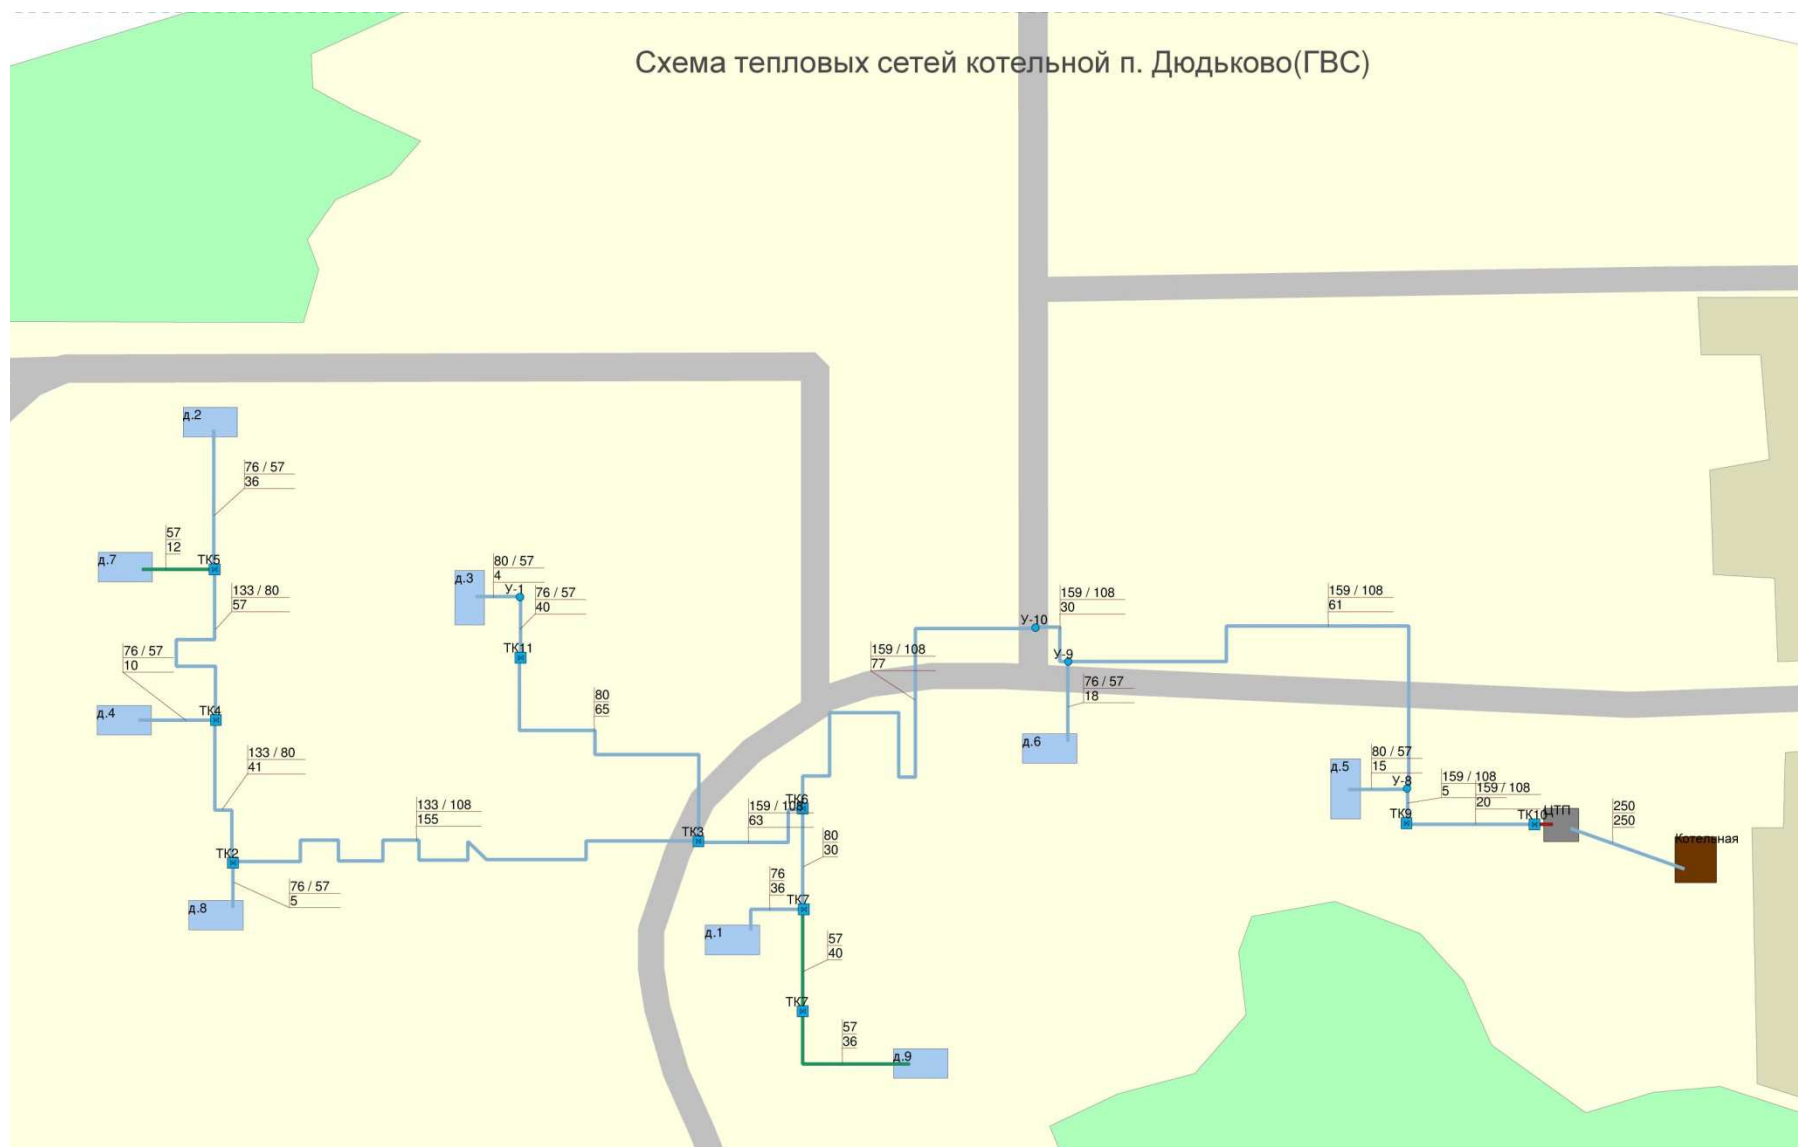 Схема тепловых сетей котельной п. Дюдьково(ГВС)
д.2
76 / 57
36
57
12
д.7
ТК5
133 / 80
57
д.3
80 / 57
4
У-1
76 / 57
40
ТК11
76 / 57
10
д.4
ТК4
80
65
133 / 80
41
133 / 108
155
ТК2
76 / 57
5
д.8
ТК3
159 / 108
63
ТК6
80
30
76
36
ТК7
д.1
57
40
ТК7
57
36
д.9
159 / 108
77
У-10
159 / 108
30
У-9
76 / 57
18
д.6
159 / 108
61
80 / 57
15
д.5
У-8
159 / 108
5
159 / 108
20
ТК9
ТК10
ЦТП
250
250
Котельная